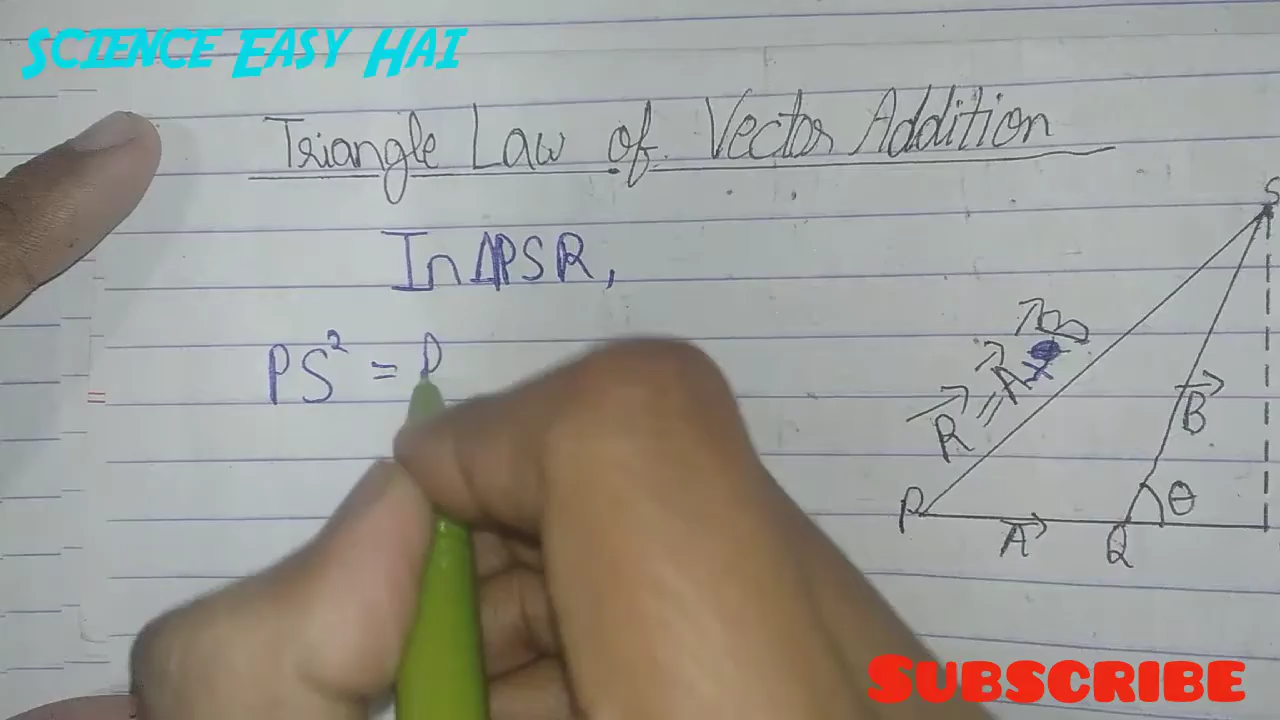 SCIENCE EASY HAI
Triangle Law of Vector Addition
In ΔPSR,
PS² = P
S
R⃗ = A⃗ + B⃗
B⃗
P
A⃗
Q
θ
SUBSCRIBE